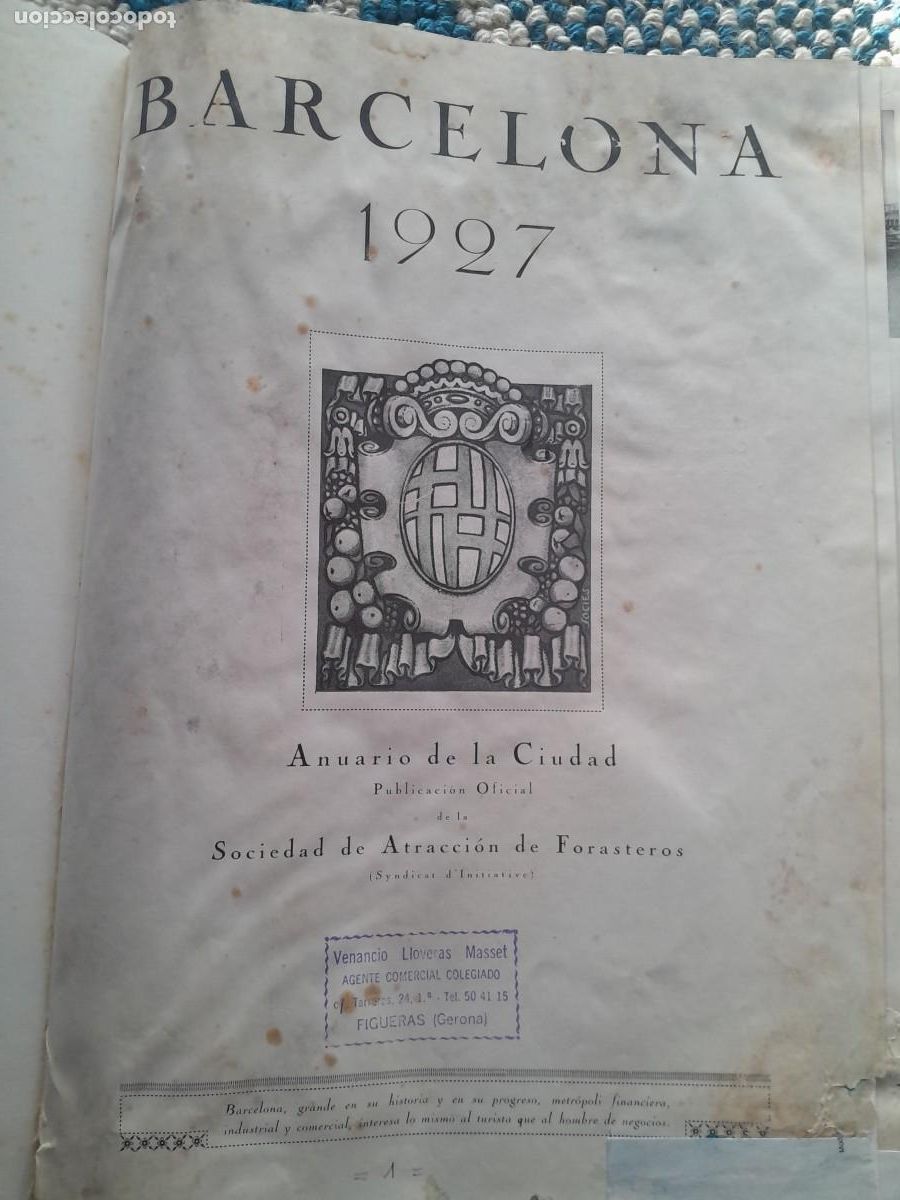 todocoleccion
BARCELONA
1927
SOCIES
Anuario de la Ciudad
Publicación Oficial
de la
Sociedad de Atracción de Forasteros
(Syndicat d'Initiative)
Venancio Lloveras Masset
AGENTE COMERCIAL COLEGIADO
24, 1.º - Tel. 50 41 15
FIGUERAS (Gerona)
Barcelona, grande en su historia y en su progreso, metrópoli financiera,
industrial y comercial, interesa lo mismo al turista que al hombre de negocios.
= 1 =